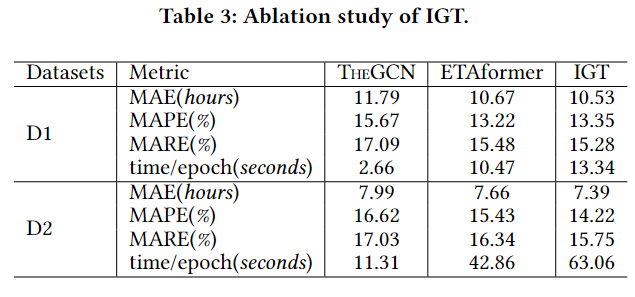 Table 3: Ablation study of IGT.
Datasets Metric TheGCN ETAformer IGT
D1
MAE(hours) 11.79 10.67 10.53
MAPE(%) 15.67 13.22 13.35
MARE(%) 17.09 15.48 15.28
time/epoch(seconds) 2.66 10.47 13.34
D2
MAE(hours) 7.99 7.66 7.39
MAPE(%) 16.62 15.43 14.22
MARE(%) 17.03 16.34 15.75
time/epoch(seconds) 11.31 42.86 63.06